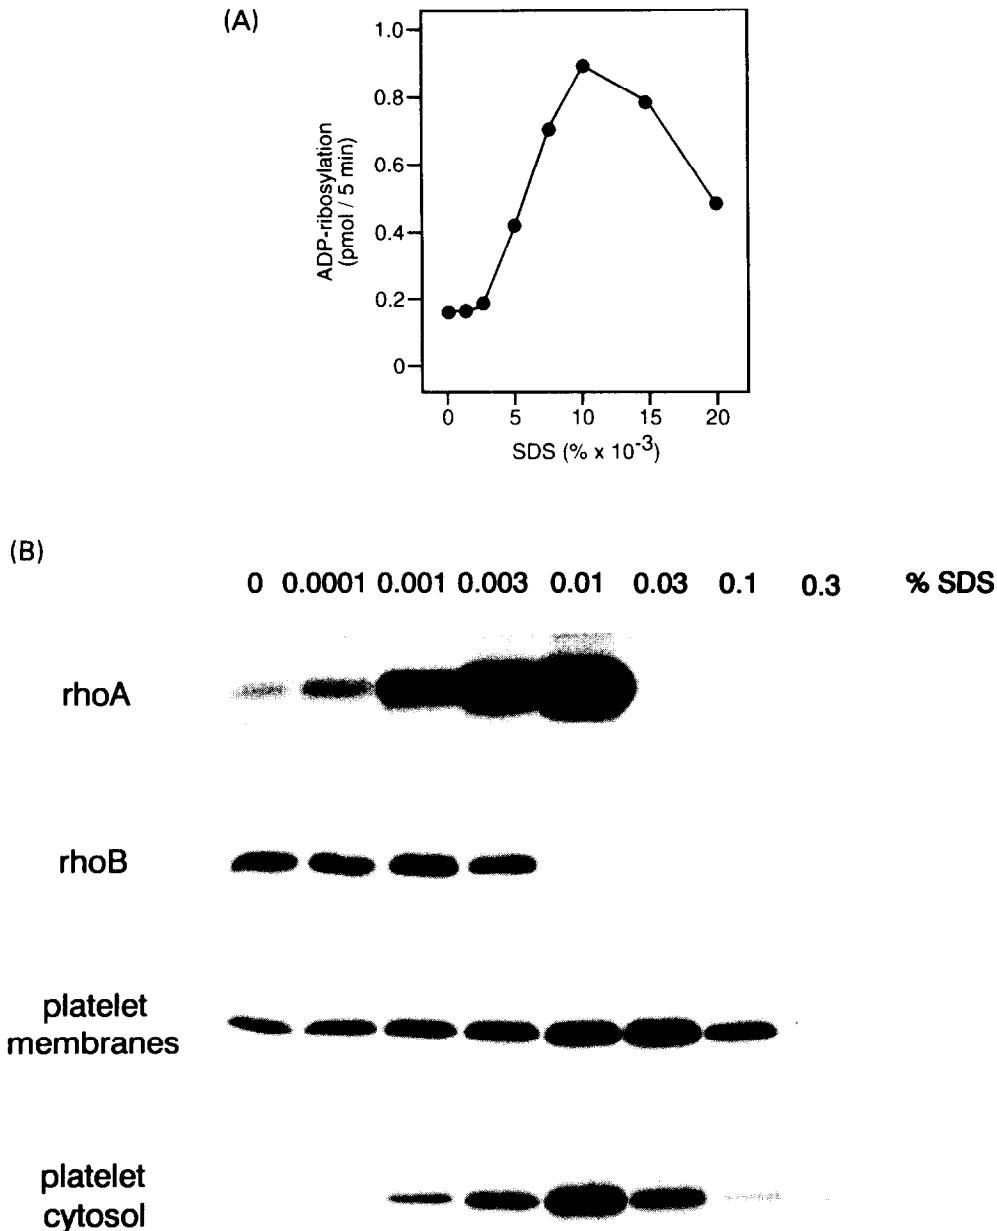 (A)
1.0
0.8
0.6
0.4
0.2
0
ADP-ribosylation
(pmol / 5 min)
0 5 10 15 20
SDS (% x 10-3)
(B)
0 0.0001 0.001 0.003 0.01 0.03 0.1 0.3 % SDS
rhoA
rhoB
platelet
membranes
platelet
cytosol